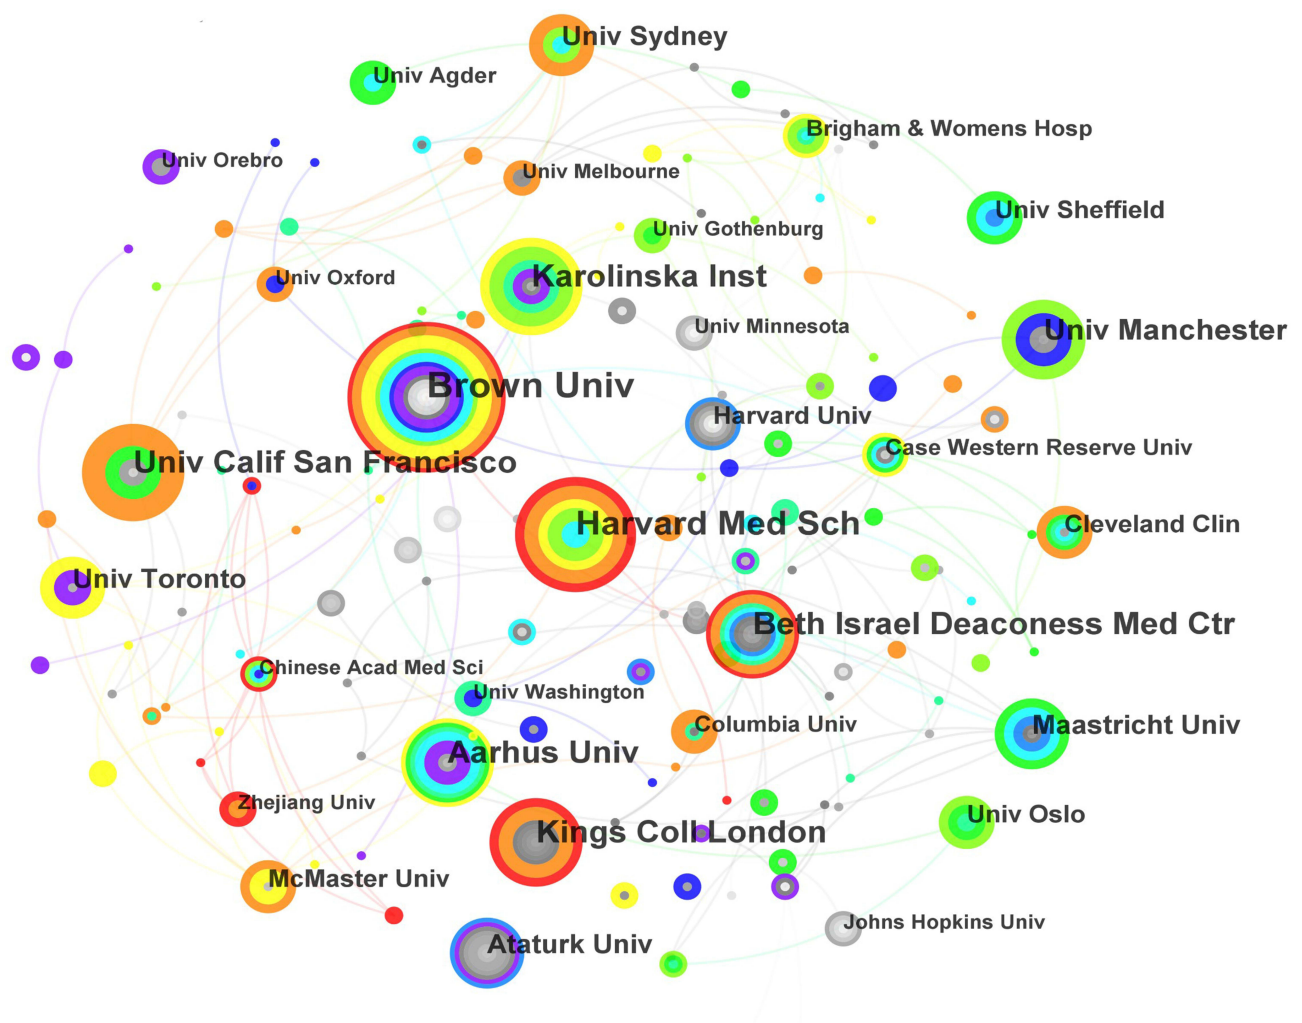 Univ Sydney
Univ Agder
Brigham & Womens Hosp
Univ Orebro
Univ Melbourne
Univ Sheffield
Univ Gothenburg
Karolinska Inst
Univ Oxford
Univ Minnesota
Univ Manchester
Brown Univ
Harvard Univ
Case Western Reserve Univ
Univ Calif San Francisco
Harvard Med Sch
Cleveland Clin
Univ Toronto
Beth Israel Deaconess Med Ctr
Chinese Acad Med Sci
Univ Washington
Columbia Univ
Maastricht Univ
Aarhus Univ
Zhejiang Univ
Univ Oslo
Kings Coll London
McMaster Univ
Johns Hopkins Univ
Ataturk Univ